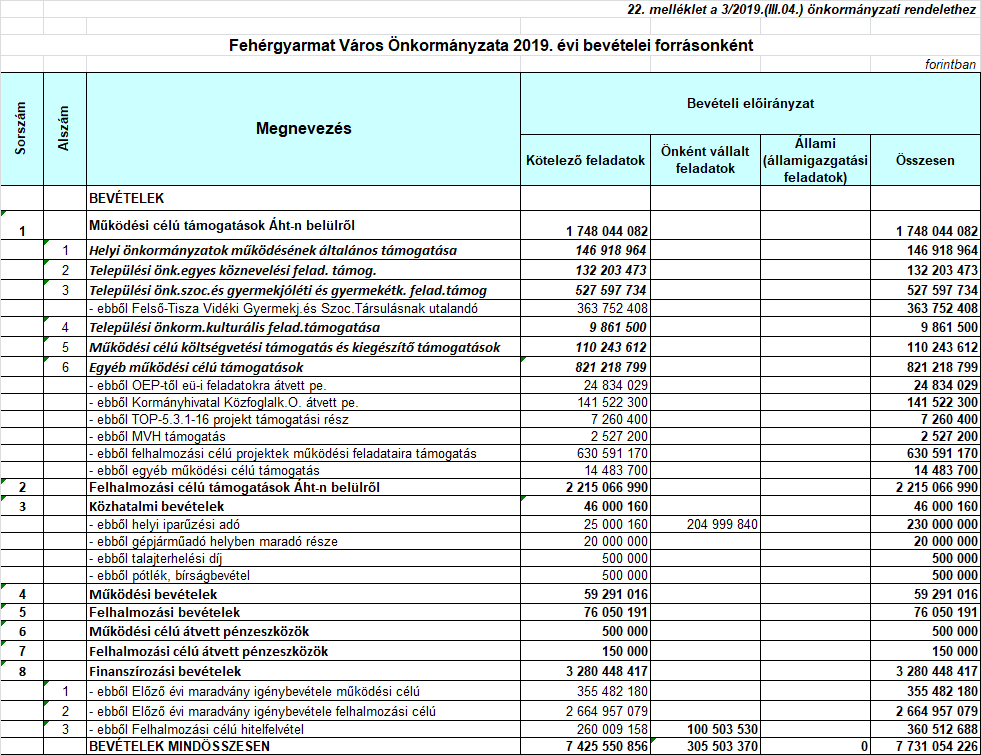 22. melléklet a 3/2019.(III.04.) önkormányzati rendelethez
Fehérgyarmat Város Önkormányzata 2019. évi bevételei forrásonként
forintban
Sorszám Alszám Megnevezés Bevételi előirányzat
Kötelező feladatok Önként vállalt feladatok Állami (államigazgatási feladatok) Összesen
BEVÉTELEK
1 Működési célú támogatások Áht-n belülről 1 748 044 082 1 748 044 082
1 Helyi önkormányzatok működésének általános támogatása 146 918 964 146 918 964
2 Települési önk.egyes köznevelési felad. támog. 132 203 473 132 203 473
3 Települési önk.szoc.és gyermekjóléti és gyermekétk. felad.támog 527 597 734 527 597 734
- ebből Felső-Tisza Vidéki Gyermekj.és Szoc.Társulásnak utalandó 363 752 408 363 752 408
4 Települési önkorm.kulturális felad.támogatása 9 861 500 9 861 500
5 Működési célú költségvetési támogatás és kiegészítő támogatások 110 243 612 110 243 612
6 Egyéb működési célú támogatások 821 218 799 821 218 799
- ebből OEP-től eü-i feladatokra átvett pe. 24 834 029 24 834 029
- ebből Kormányhivatal Közfoglalk.O. átvett pe. 141 522 300 141 522 300
- ebből TOP-5.3.1-16 projekt támogatási rész 7 260 400 7 260 400
- ebből MVH támogatás 2 527 200 2 527 200
- ebből felhalmozási célú projektek működési feladataira támogatás 630 591 170 630 591 170
- ebből egyéb működési célú támogatás 14 483 700 14 483 700
2 Felhalmozási célú támogatások Áht-n belülről 2 215 066 990 2 215 066 990
3 Közhatalmi bevételek 46 000 160 46 000 160
- ebből helyi iparűzési adó 25 000 160 204 999 840 230 000 000
- ebből gépjárműadó helyben maradó része 20 000 000 20 000 000
- ebből talajterhelési díj 500 000 500 000
- ebből pótlék, bírságbevétel 500 000 500 000
4 Működési bevételek 59 291 016 59 291 016
5 Felhalmozási bevételek 76 050 191 76 050 191
6 Működési célú átvett pénzeszközök 500 000 500 000
7 Felhalmozási célú átvett pénzeszközök 150 000 150 000
8 Finanszírozási bevételek 3 280 448 417 3 280 448 417
1 - ebből Előző évi maradvány igénybevétele működési célú 355 482 180 355 482 180
2 - ebből Előző évi maradvány igénybevétele felhalmozási célú 2 664 957 079 2 664 957 079
3 - ebből Felhalmozási célú hitelfelvétel 260 009 158 100 503 530 360 512 688
BEVÉTELEK MINDÖSSZESEN 7 425 550 856 305 503 370 0 7 731 054 226